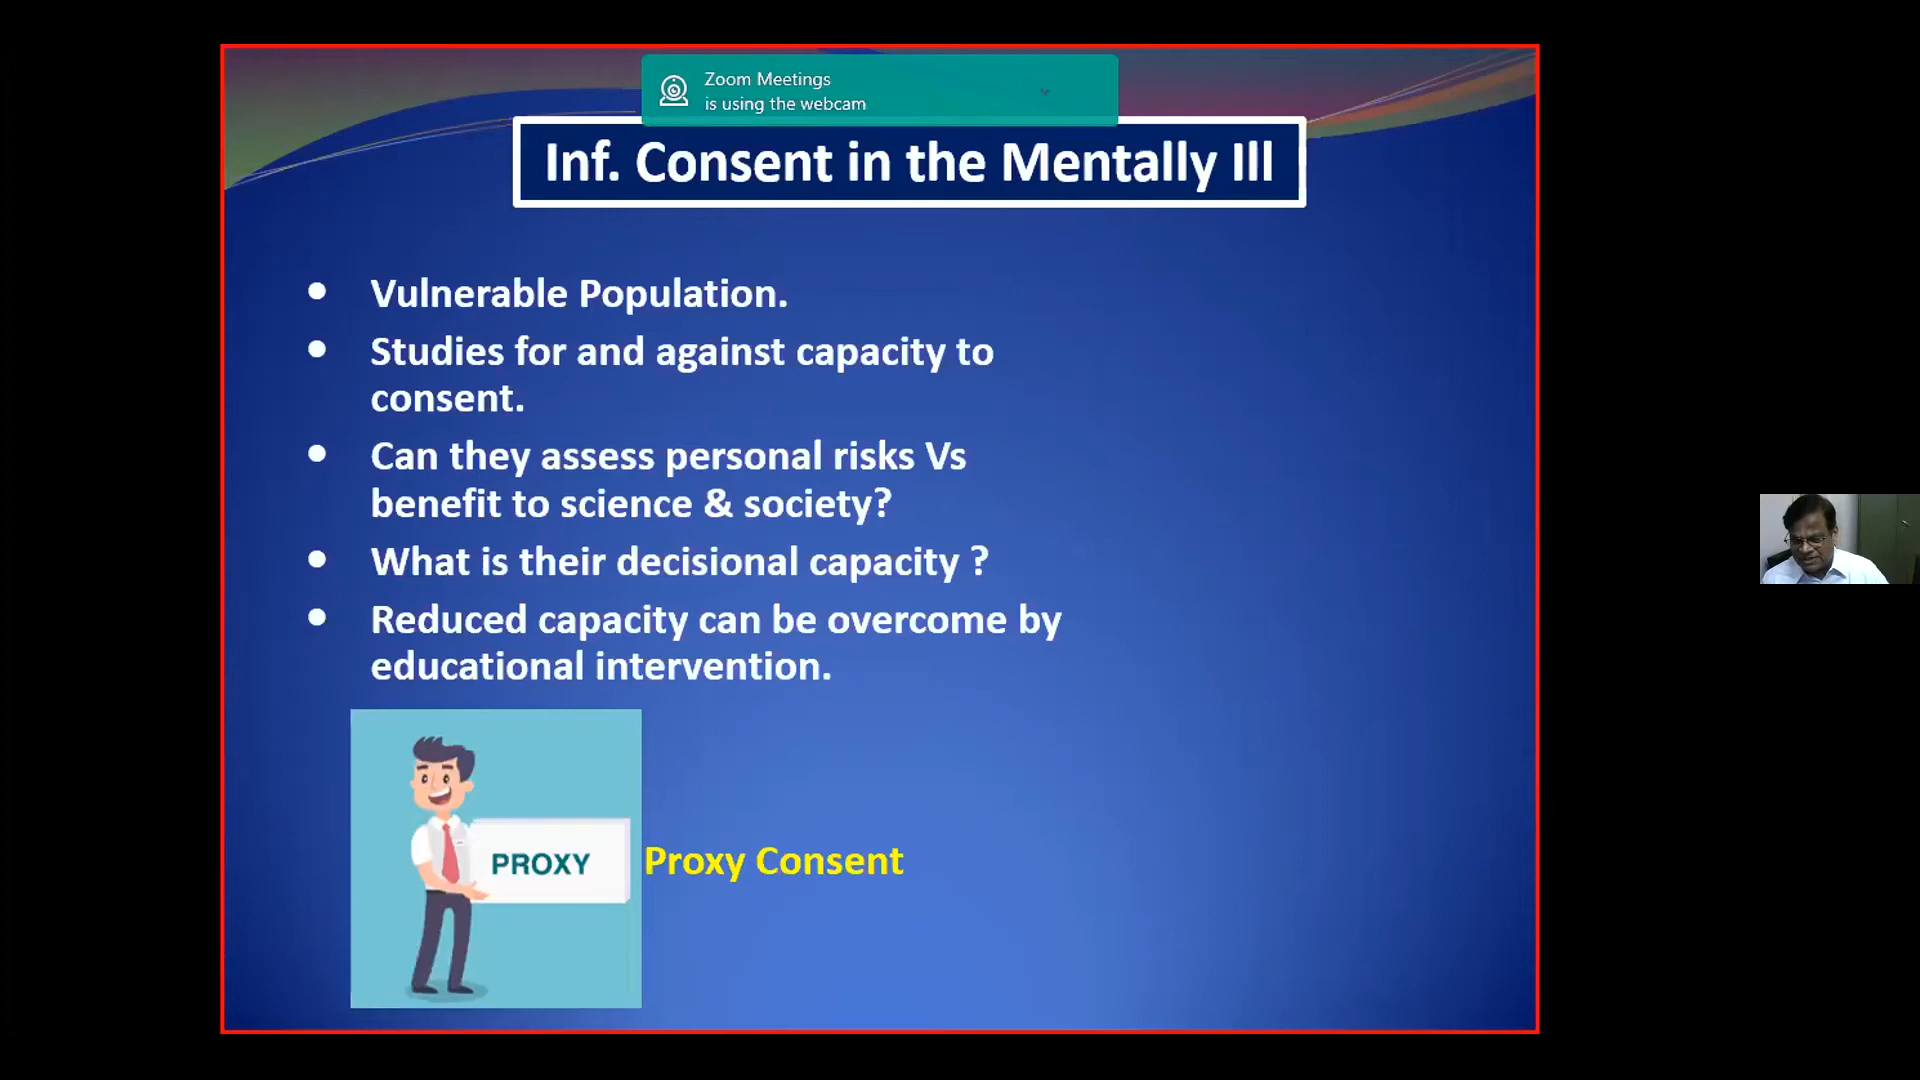 Zoom Meetings
is using the webcam
Inf. Consent in the Mentally Ill
• Vulnerable Population.
• Studies for and against capacity to
consent.
• Can they assess personal risks Vs
benefit to science & society?
• What is their decisional capacity ?
• Reduced capacity can be overcome by
educational intervention.
PROXY
Proxy Consent